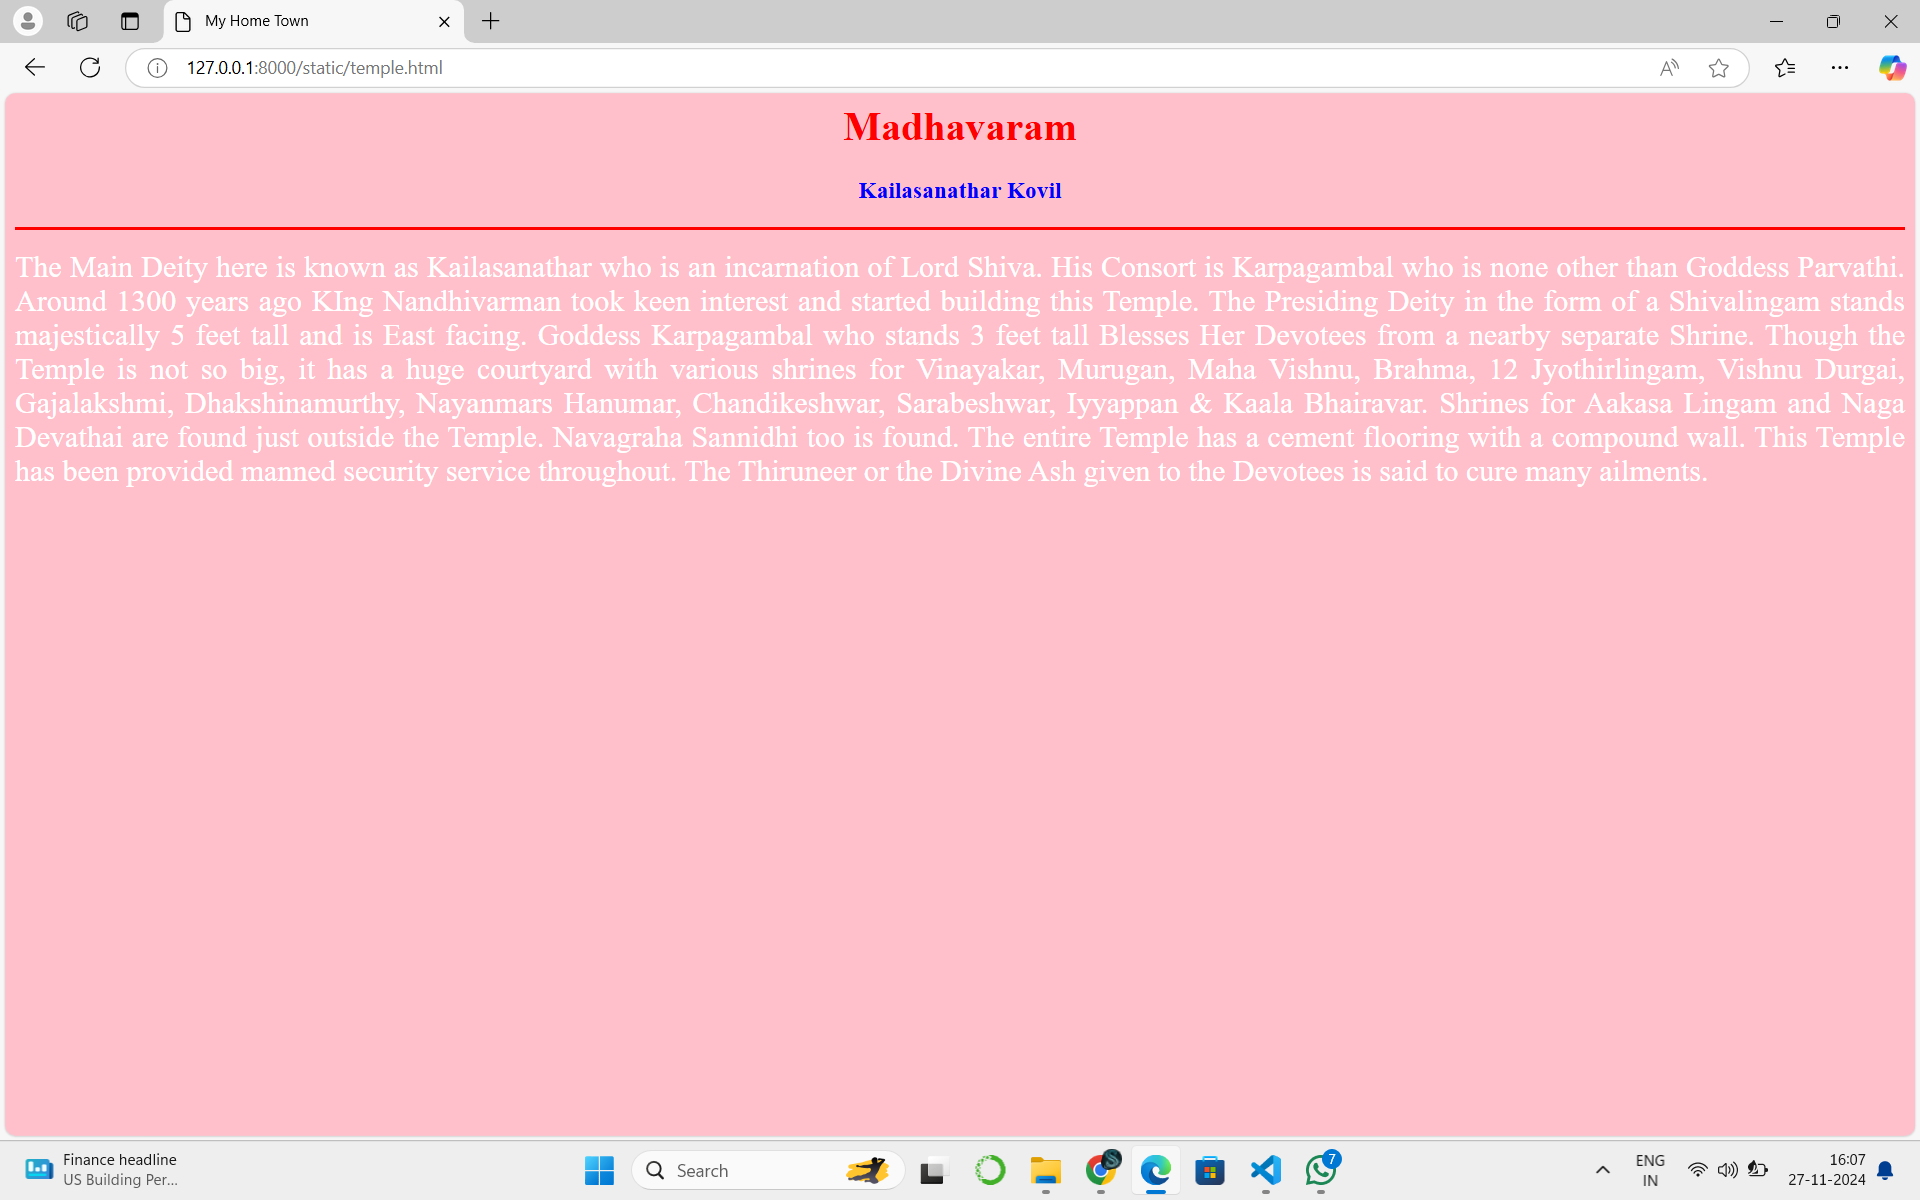 My Home Town
127.0.0.1:8000/static/temple.html
Madhavaram
Kailasanathar Kovil
The Main Deity here is known as Kailasanathar who is an incarnation of Lord Shiva. His Consort is Karpagambal who is none other than Goddess Parvathi.
Around 1300 years ago KIng Nandhivarman took keen interest and started building this Temple. The Presiding Deity in the form of a Shivalingam stands
majestically 5 feet tall and is East facing. Goddess Karpagambal who stands 3 feet tall Blesses Her Devotees from a nearby separate Shrine. Though the
Temple is not so big, it has a huge courtyard with various shrines for Vinayakar, Murugan, Maha Vishnu, Brahma, 12 Jyothirlingam, Vishnu Durgai,
Gajalakshmi, Dhakshinamurthy, Nayanmars Hanumar, Chandikeshwar, Sarabeshwar, Iyyappan & Kaala Bhairavar. Shrines for Aakasa Lingam and Naga
Devathai are found just outside the Temple. Navagraha Sannidhi too is found. The entire Temple has a cement flooring with a compound wall. This Temple
has been provided manned security service throughout. The Thiruneer or the Divine Ash given to the Devotees is said to cure many ailments.
Finance headline
US Building Per...
Search
7
ENG
IN
16:07
27-11-2024